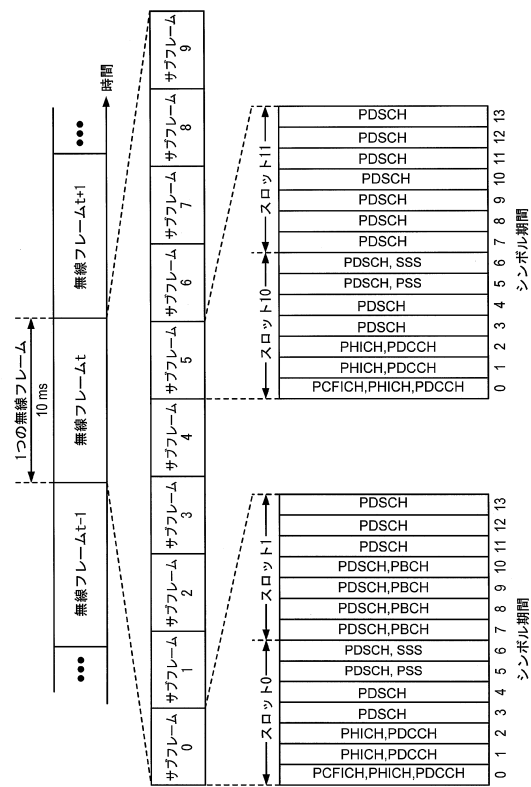 1つの無線フレーム
10 ms
●●●
無線フレームt-1
無線フレームt
無線フレームt+1
●●●
時間
サブフレーム
0
サブフレーム
1
サブフレーム
2
サブフレーム
3
サブフレーム
4
サブフレーム
5
サブフレーム
6
サブフレーム
7
サブフレーム
8
サブフレーム
9
スロット0
スロット1
PCFICH,PHICH,PDCCH
PHICH,PDCCH
PHICH,PDCCH
PDSCH
PDSCH
PDSCH, PSS
PDSCH, SSS
PDSCH,PBCH
PDSCH,PBCH
PDSCH,PBCH
PDSCH,PBCH
PDSCH
PDSCH
PDSCH
0 1 2 3 4 5 6 7 8 9 10 11 12 13
シンボル期間
スロット10
スロット11
PCFICH,PHICH,PDCCH
PHICH,PDCCH
PHICH,PDCCH
PDSCH
PDSCH
PDSCH, PSS
PDSCH, SSS
PDSCH
PDSCH
PDSCH
PDSCH
PDSCH
PDSCH
PDSCH
0 1 2 3 4 5 6 7 8 9 10 11 12 13
シンボル期間